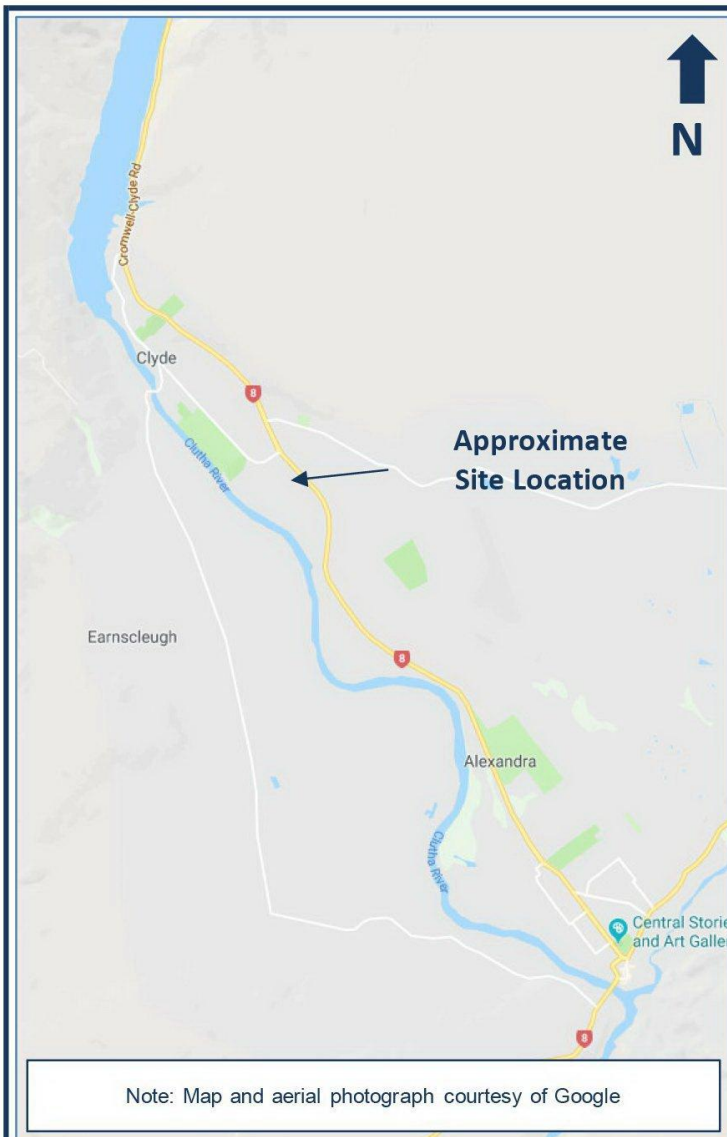 N
Cromwell-Clyde Rd
Clyde
8
Clutha River
Approximate
Site Location
Earnscleugh
8
Alexandra
Clutha River
Central Storie
and Art Galler
8
Note: Map and aerial photograph courtesy of Google